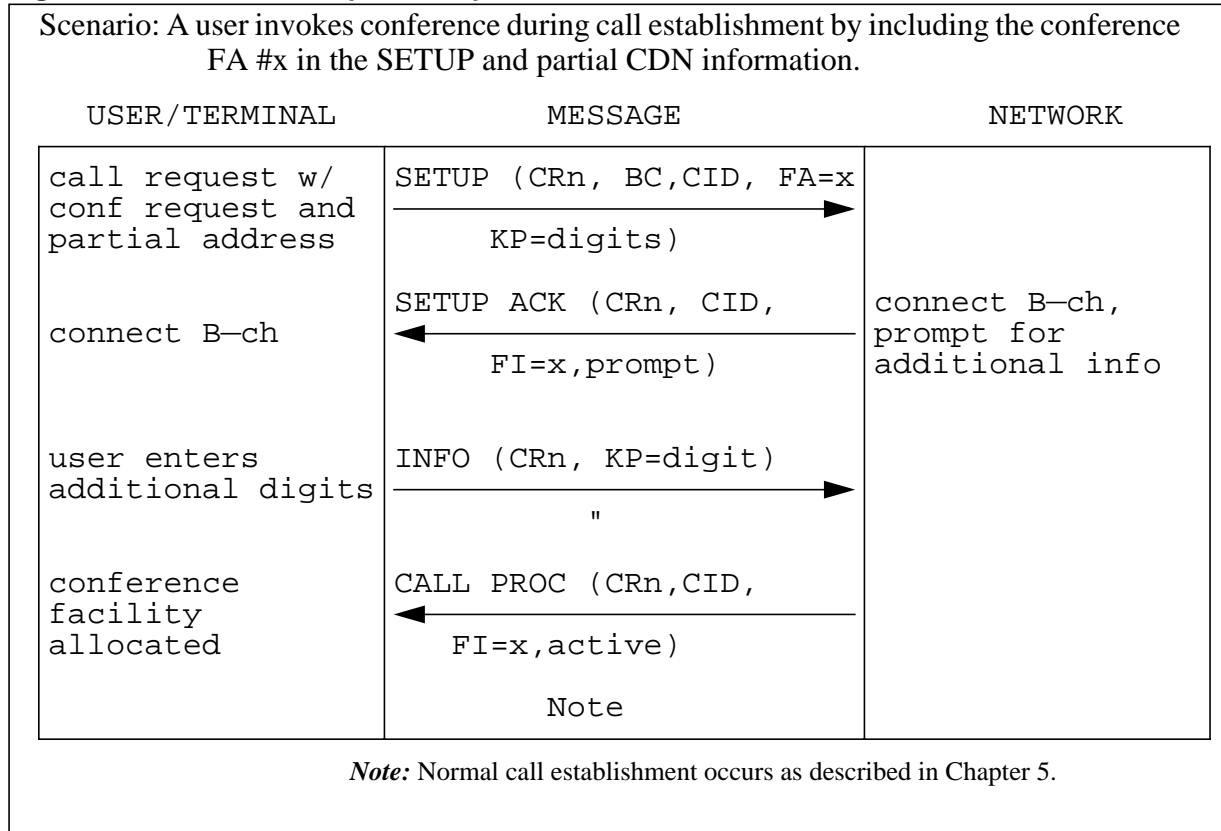 Scenario: A user invokes conference during call establishment by including the conference
FA #x in the SETUP and partial CDN information.
USER/TERMINAL MESSAGE NETWORK
call request w/
conf request and
partial address
SETUP (CRn, BC,CID, FA=x
KP=digits)
connect B—ch
SETUP ACK (CRn, CID,
FI=x,prompt)
connect B—ch,
prompt for
additional info
user enters
additional digits
INFO (CRn, KP=digit)
"
conference
facility
allocated
CALL PROC (CRn,CID,
FI=x,active)
Note
Note: Normal call establishment occurs as described in Chapter 5.